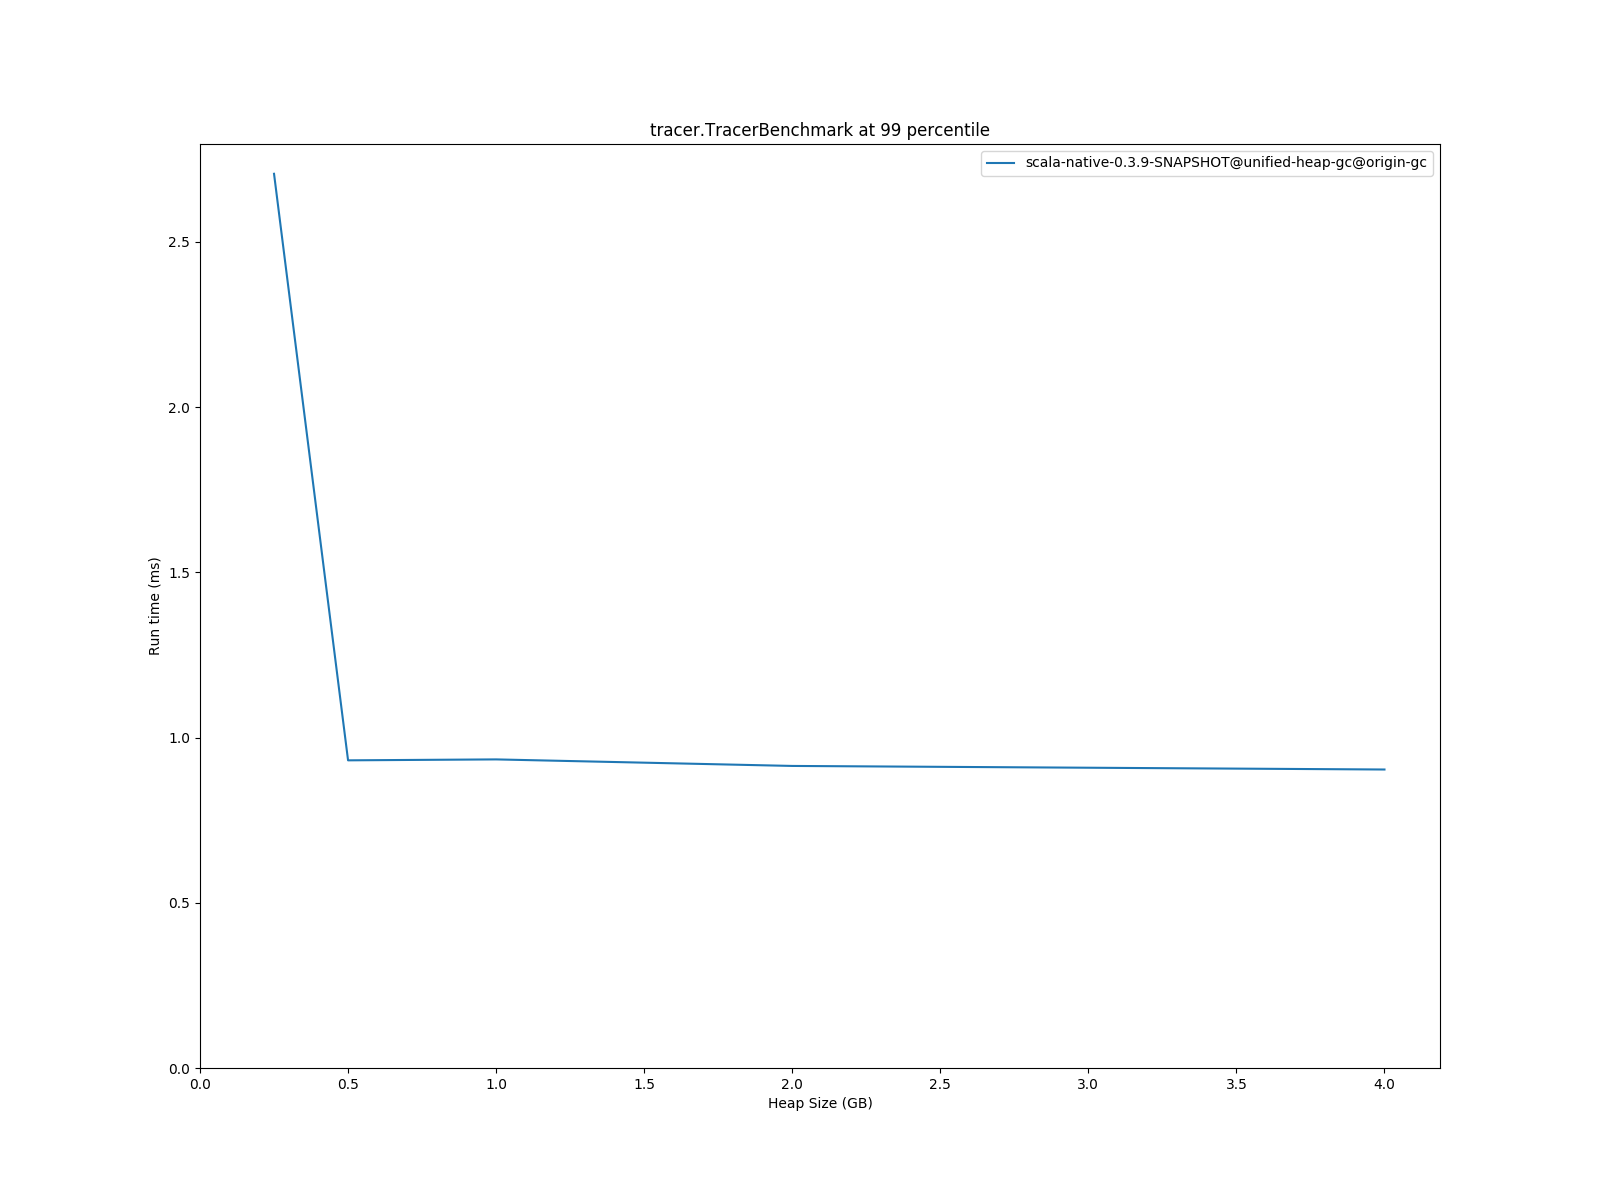 tracer.TracerBenchmark at 99 percentile
scala-native-0.3.9-SNAPSHOT@unified-heap-gc@origin-gc
Run time (ms)
2.5
2.0
1.5
1.0
0.5
0.0
0.0 0.5 1.0 1.5 2.0 2.5 3.0 3.5 4.0
Heap Size (GB)